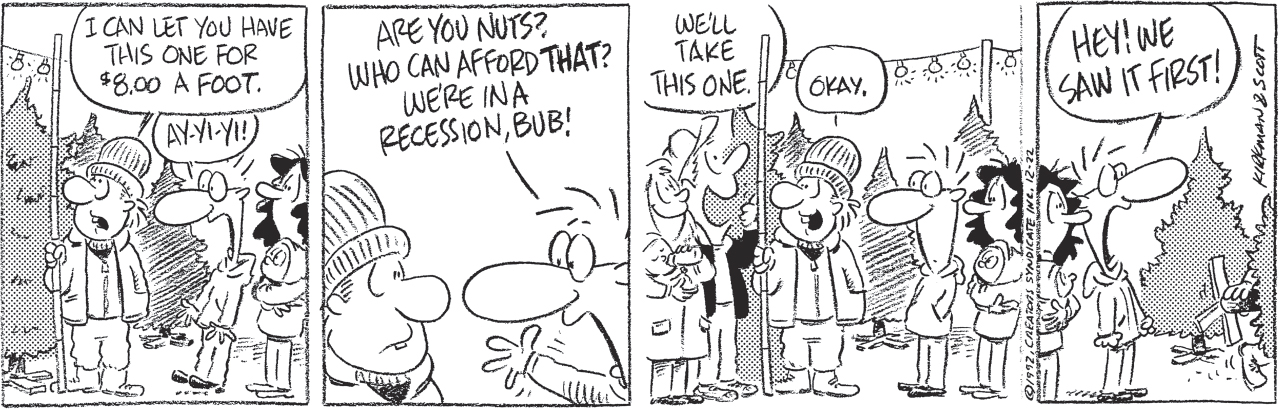 I CAN LET YOU HAVE
THIS ONE FOR
$8.00 A FOOT.
AY-YI-YI!
ARE YOU NUTS?
WHO CAN AFFORD THAT?
WE'RE IN A
RECESSION, BUB!
WE'LL
TAKE
THIS ONE.
OKAY.
©1992 CREATORS SYNDICATE INC. 12-22
HEY! WE
SAW IT FIRST!
KIRKMAN & SCOTT